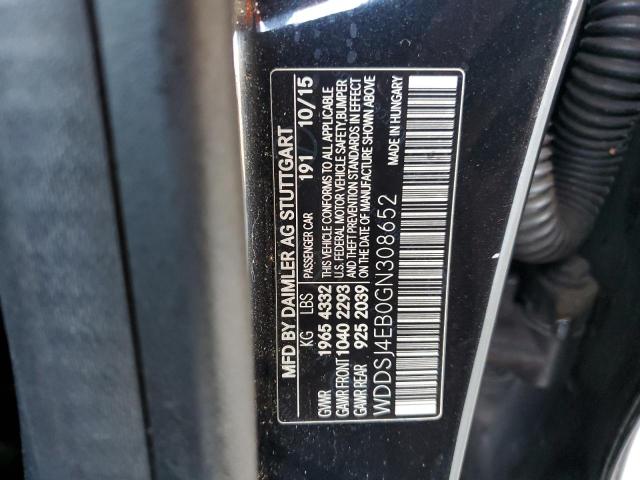 MFD BY DAIMLER AG STUTTGART
KG LBS PASSENGER CAR 191 10/15
GVWR 1965 4332 THIS VEHICLE CONFORMS TO ALL APPLICABLE
GAWR FRONT 1040 2293 U.S. FEDERAL MOTOR VEHICLE SAFETY,BUMPER
GAWR REAR 925 2039 AND THEFT PREVENTION STANDARDS IN EFFECT
ON THE DATE OF MANUFACTURE SHOWN ABOVE
WDDSJ4EB0GN308652 MADE IN HUNGARY